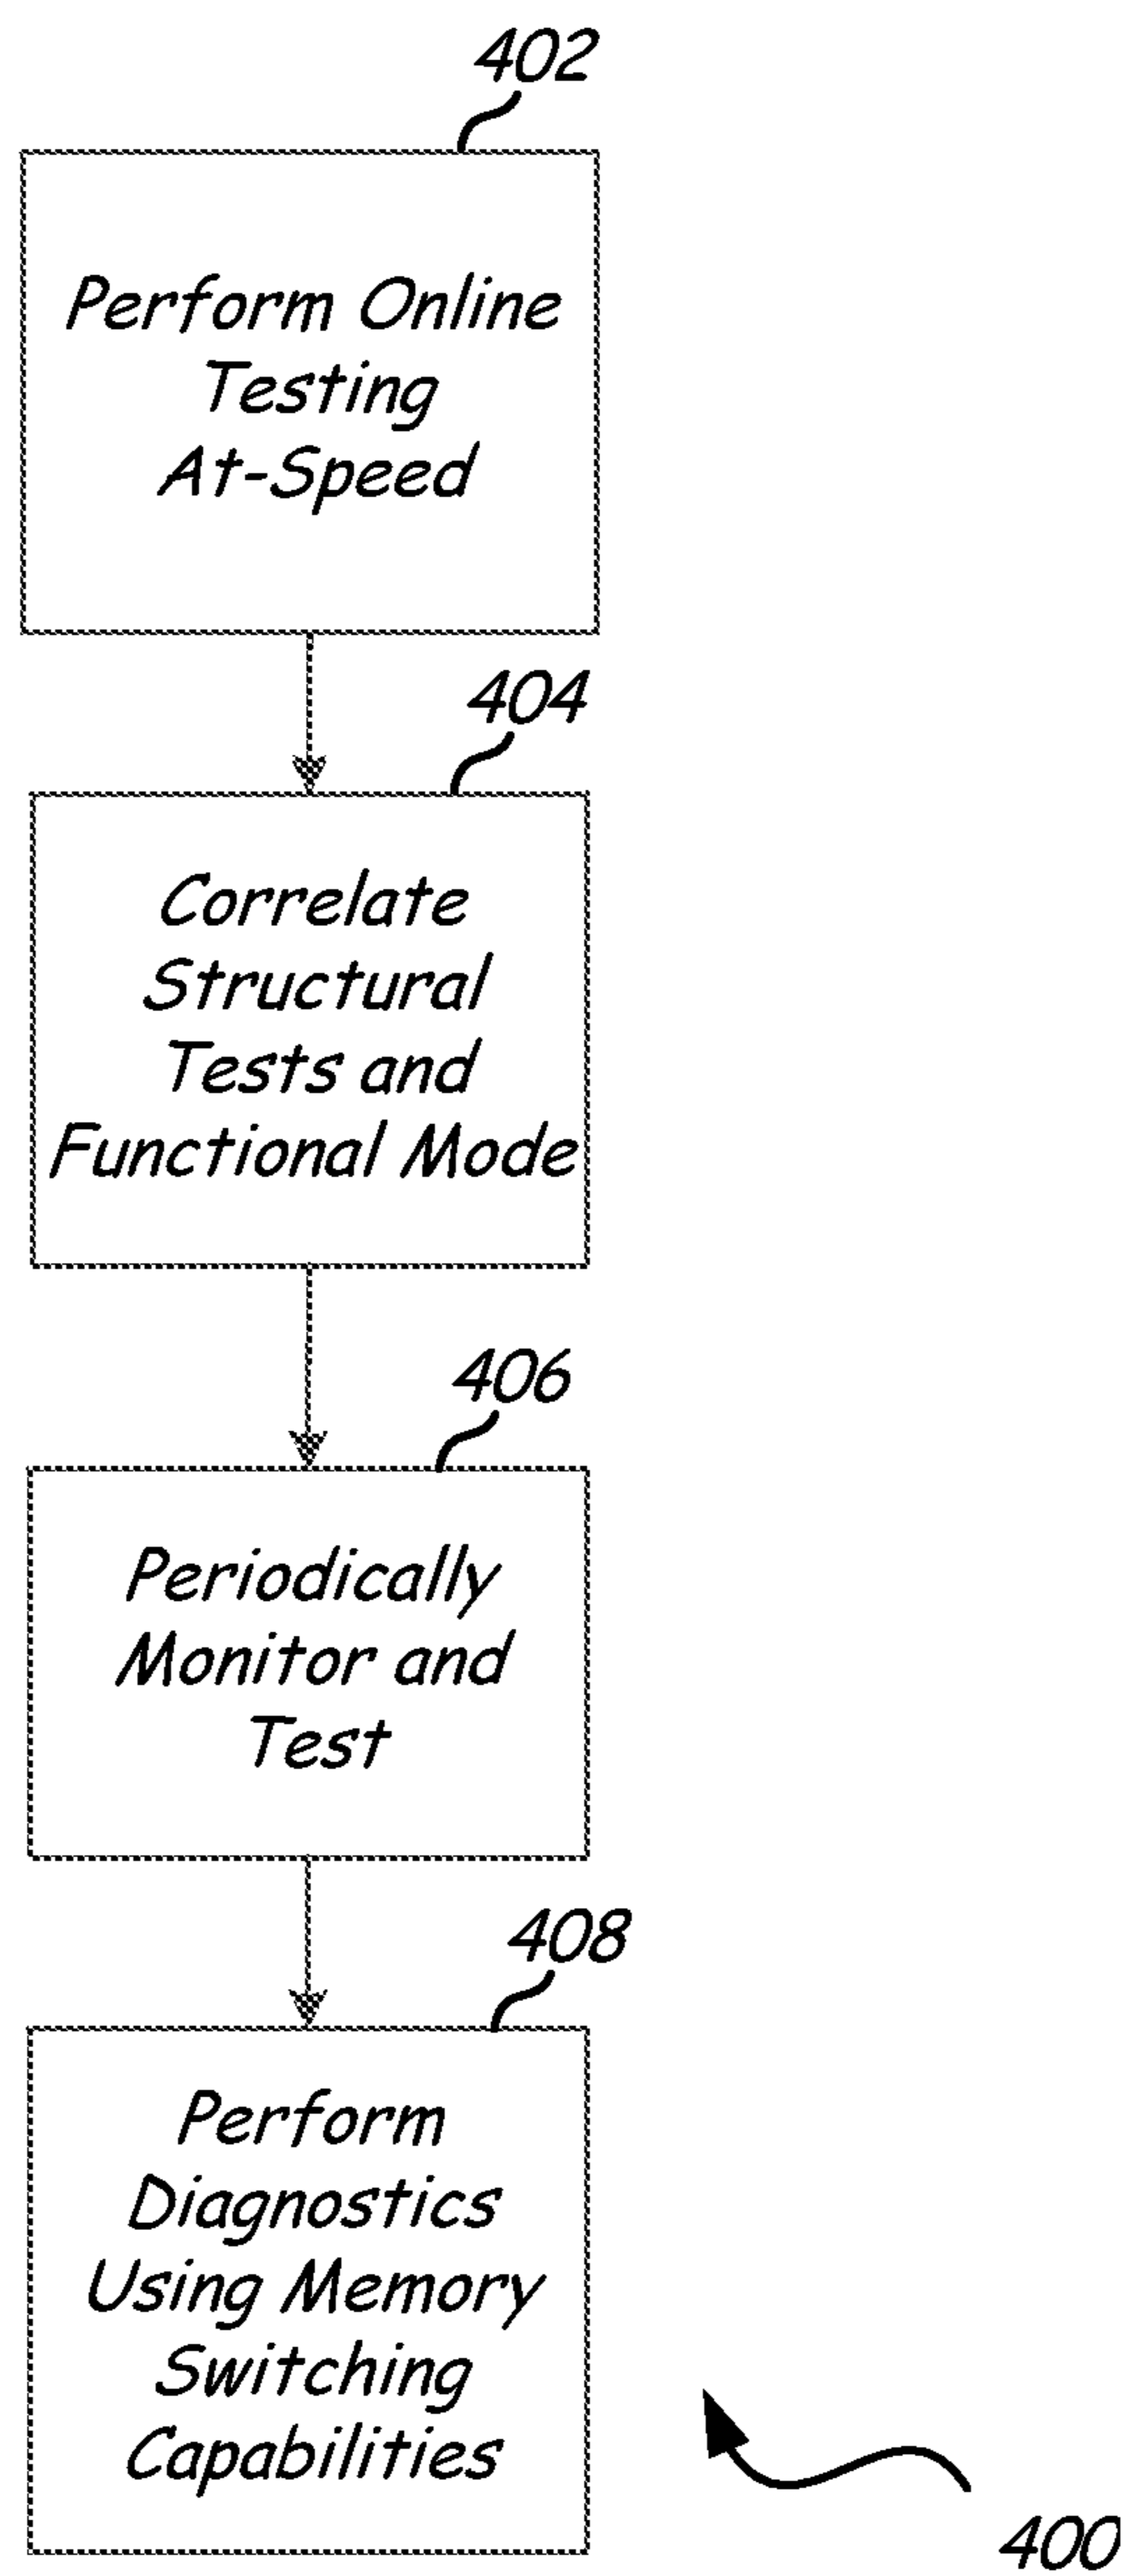 402
Perform Online
Testing
At-Speed
404
Correlate
Structural
Tests and
Functional Mode
406
Periodically
Monitor and
Test
408
Perform
Diagnostics
Using Memory
Switching
Capabilities
400